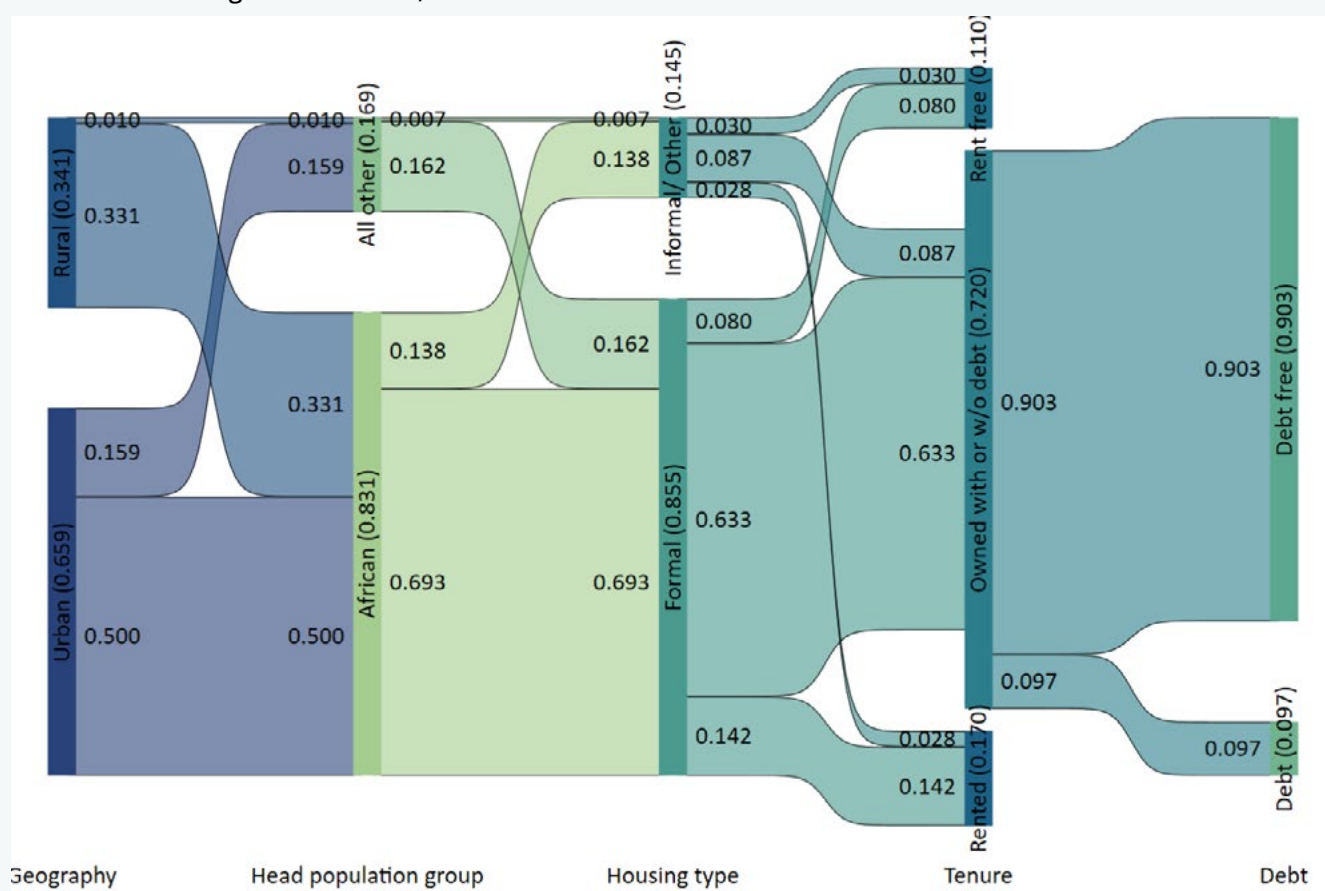 0.010
0.331
Rural (0.341)
0.159
0.500
Urban (0.659)
0.010
0.159
All other (0.169)
0.007
0.162
0.331
0.500
African (0.831)
0.138
0.693
0.007
0.138
Informal/ Other (0.145)
0.030
0.087
0.028
0.162
0.693
Formal (0.855)
0.080
0.633
0.142
0.030
0.080
Rent free (0.110)
0.087
0.633
Owned with or w/o debt (0.720)
0.903
0.097
0.028
0.142
Rented (0.170)
0.903
Debt free (0.903)
0.097
Debt (0.097)
Geography Head population group Housing type Tenure Debt